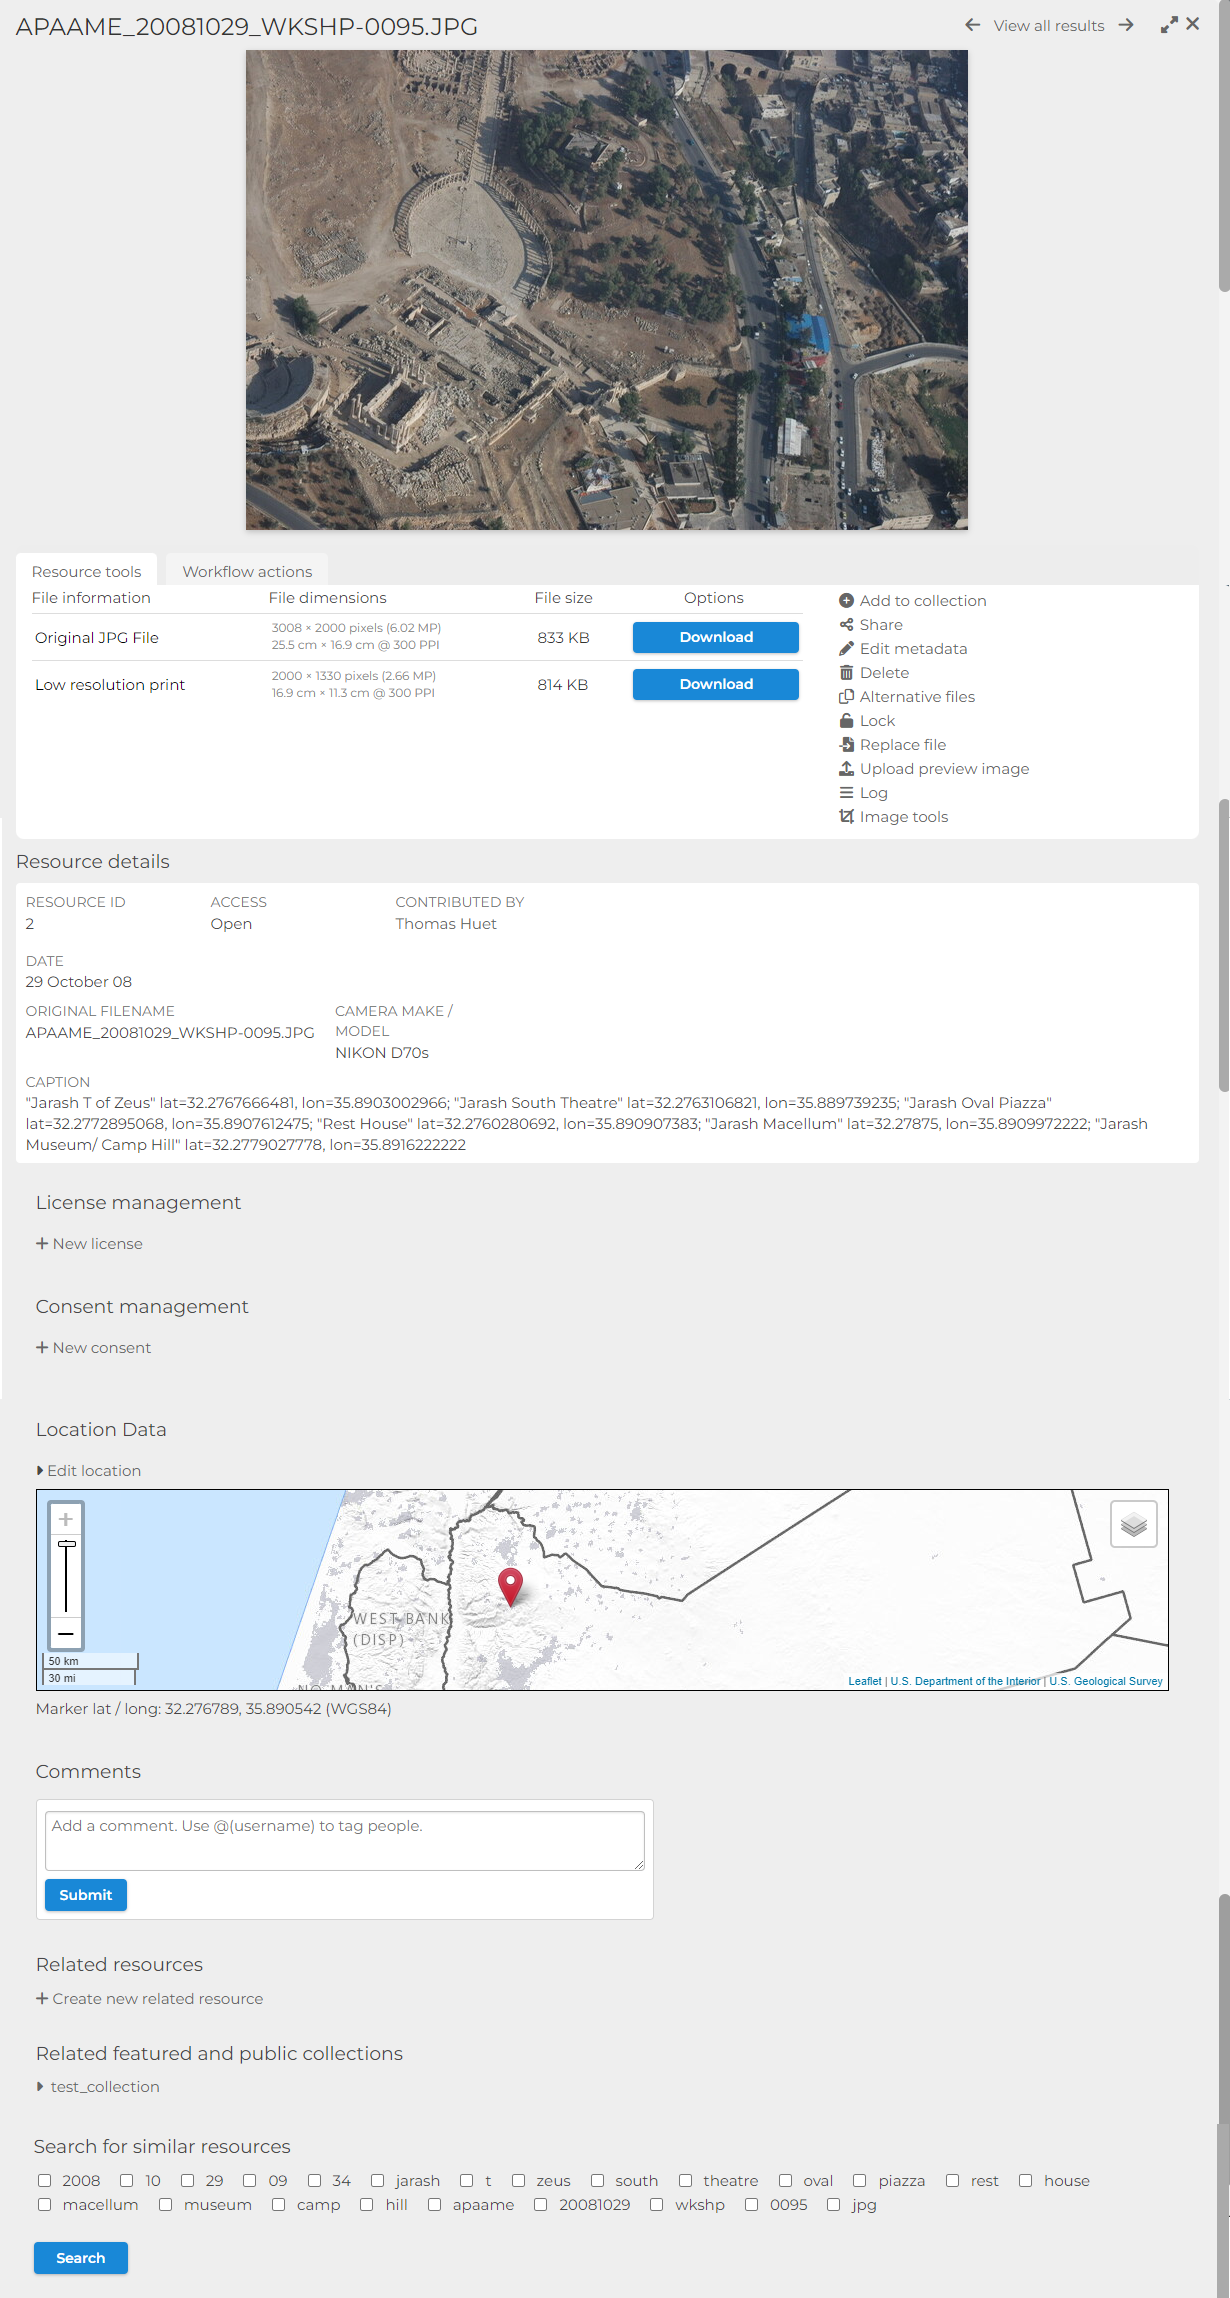 APAAME_20081029_WKSHP-0095.JPG
View all results
Resource tools
Workflow actions
File information File dimensions File size Options
Original JPG File 3008 × 2000 pixels (6.02 MP) 833 KB Download
25.5 cm × 16.9 cm @ 300 PPI
Low resolution print 2000 × 1330 pixels (2.66 MP) 814 KB Download
16.9 cm × 11.3 cm @ 300 PPI
Add to collection
Share
Edit metadata
Delete
Alternative files
Lock
Replace file
Upload preview image
Log
Image tools
Resource details
RESOURCE ID ACCESS CONTRIBUTED BY
2 Open Thomas Huet
DATE
29 October 08
ORIGINAL FILENAME
APAAME_20081029_WKSHP-0095.JPG
CAMERA MAKE /
MODEL
NIKON D70s
CAPTION
"Jarash T of Zeus" lat=32.2767666481, lon=35.8903002966; "Jarash South Theatre" lat=32.2763106821, lon=35.889739235; "Jarash Oval Piazza"
lat=32.2772895068, lon=35.8907612475; "Rest House" lat=32.2760280692, lon=35.890907383; "Jarash Macellum" lat=32.27875, lon=35.8909972222; "Jarash
Museum/ Camp Hill" lat=32.2779027778, lon=35.8916222222
License management
New license
Consent management
New consent
Location Data
Edit location
WEST BANK
(DISP)
NO MAN'S
50 km
30 mi
Leaflet | U.S. Department of the Interior | U.S. Geological Survey
Marker lat / long: 32.276789, 35.890542 (WGS84)
Comments
Add a comment. Use @(username) to tag people.
Submit
Related resources
Create new related resource
Related featured and public collections
test_collection
Search for similar resources
2008 10 29 09 34 jarash t zeus south theatre oval piazza rest house
macellum museum camp hill apaame 20081029 wkshp 0095 jpg
Search